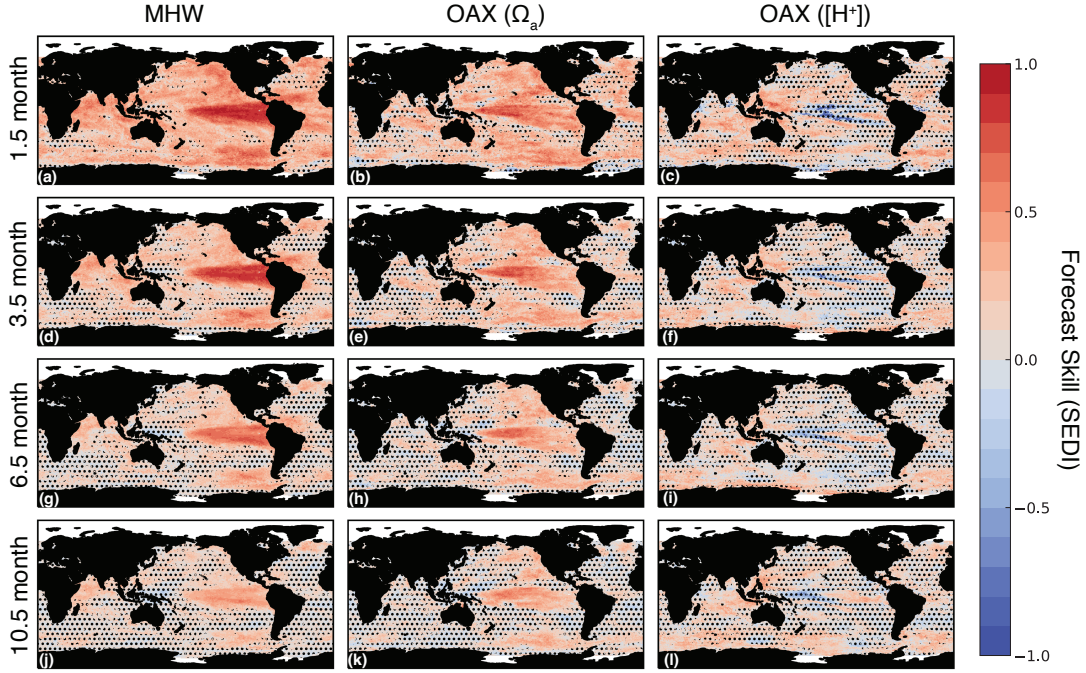 MHW OAX (Ωa) OAX ([H+])
1.5 month
(a) (b) (c)
3.5 month
(d) (e) (f)
6.5 month
(g) (h) (i)
10.5 month
(j) (k) (l)
1.0
0.5
0.0
−0.5
−1.0
Forecast Skill (SEDI)